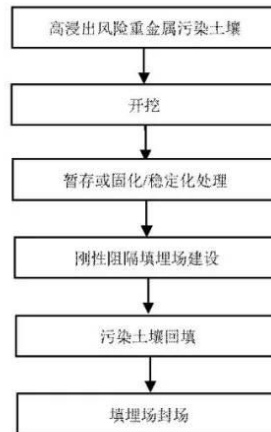 高浸出风险重金属污染土壤
开挖
暂存或固化/稳定化处理
刚性阻隔填埋场建设
污染土壤回填
填埋场封场